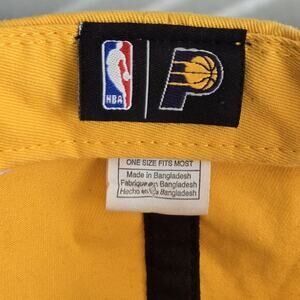 NBA
P
ONE SIZE FITS MOST
Made in Bangladesh
Fabriqué en Bangladesh
Hecho en Bangladesh